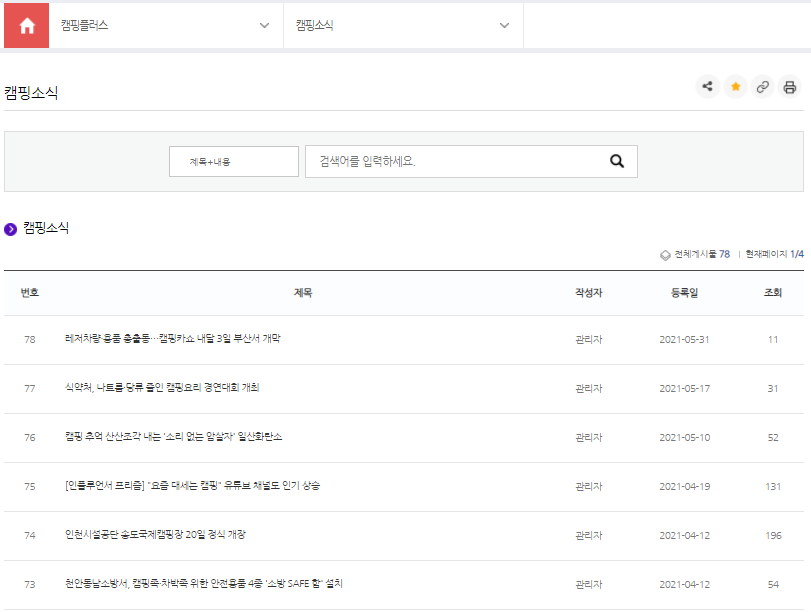 캠핑플러스 캠핑소식
캠핑소식
제목+내용 검색어를 입력하세요.
캠핑소식
전체게시물 78 | 현재페이지 1/4
번호 제목 작성자 등록일 조회
78 레저차량·용품 총출동…캠핑카쇼 내달 3일 부산서 개막 관리자 2021-05-31 11
77 식약처, 나트륨·당류 줄인 캠핑요리 경연대회 개최 관리자 2021-05-17 31
76 캠핑 추억 산산조각 내는 '소리 없는 암살자' 일산화탄소 관리자 2021-05-10 52
75 [인플루언서 프리즘] "요즘 대세는 캠핑" 유튜브 채널도 인기 상승 관리자 2021-04-19 131
74 인천시설공단 송도국제캠핑장 20일 정식 개장 관리자 2021-04-12 196
73 천안동남소방서, 캠핑족·차박족 위한 안전용품 4종 '소방 SAFE 함' 설치 관리자 2021-04-12 54